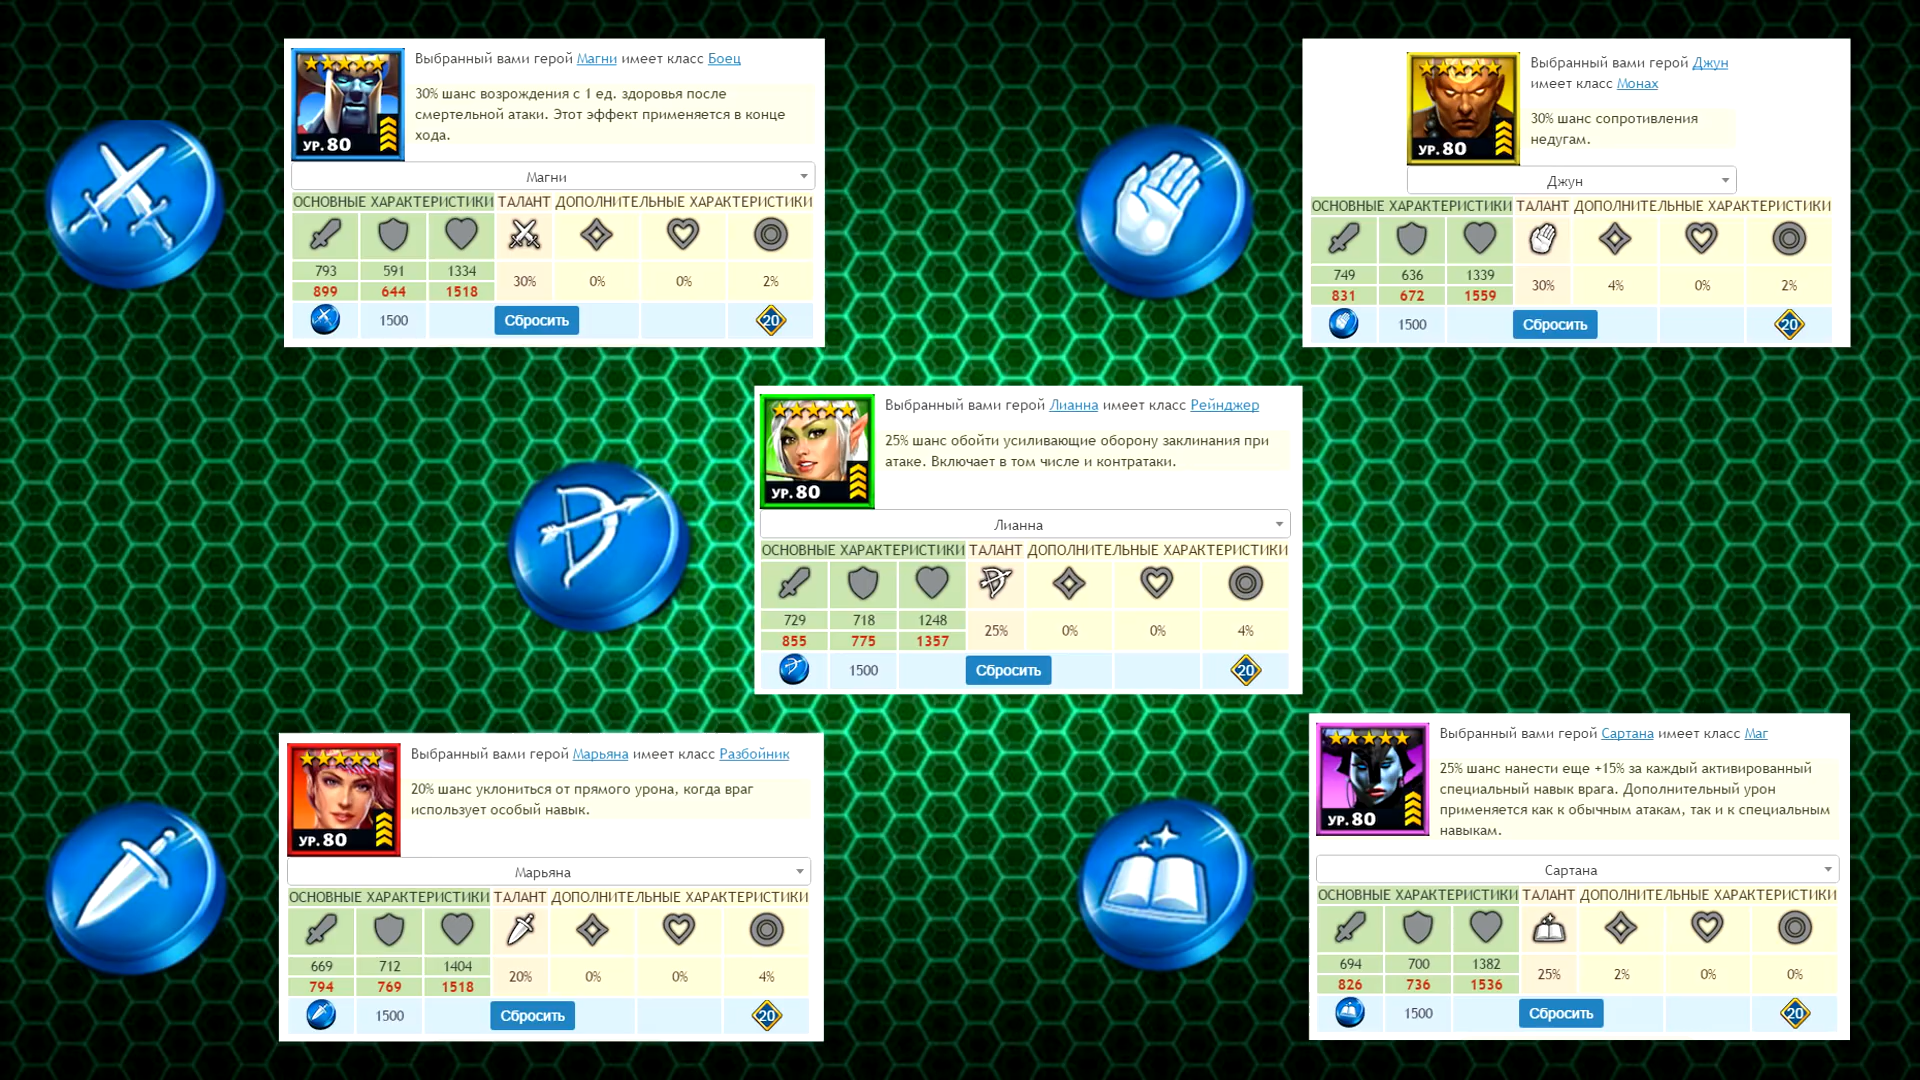 Выбранный вами герой Магни имеет класс Боец
30% шанс возрождения с 1 ед. здоровья после
смертельной атаки. Этот эффект применяется в конце
хода.
УР. 80
Магни
ОСНОВНЫЕ ХАРАКТЕРИСТИКИ ТАЛАНТ ДОПОЛНИТЕЛЬНЫЕ ХАРАКТЕРИСТИКИ
793 591 1334
30% 0% 0% 2%
899 644 1518
1500 Сбросить 20
Выбранный вами герой Джун
имеет класс Монах
30% шанс сопротивления
недугам.
УР. 80
Джун
ОСНОВНЫЕ ХАРАКТЕРИСТИКИ ТАЛАНТ ДОПОЛНИТЕЛЬНЫЕ ХАРАКТЕРИСТИКИ
749 636 1339
30% 4% 0% 2%
831 672 1559
1500 Сбросить 20
Выбранный вами герой Лианна имеет класс Рейнджер
25% шанс обойти усиливающие оборону заклинания при
атаке. Включает в том числе и контратаки.
УР. 80
Лианна
ОСНОВНЫЕ ХАРАКТЕРИСТИКИ ТАЛАНТ ДОПОЛНИТЕЛЬНЫЕ ХАРАКТЕРИСТИКИ
729 718 1248
25% 0% 0% 4%
855 775 1357
1500 Сбросить 20
Выбранный вами герой Марьяна имеет класс Разбойник
20% шанс уклониться от прямого урона, когда враг
использует особый навык.
УР. 80
Марьяна
ОСНОВНЫЕ ХАРАКТЕРИСТИКИ ТАЛАНТ ДОПОЛНИТЕЛЬНЫЕ ХАРАКТЕРИСТИКИ
669 712 1404
20% 0% 0% 4%
794 769 1518
1500 Сбросить 20
Выбранный вами герой Сартана имеет класс Маг
25% шанс нанести еще +15% за каждый активированный
специальный навык врага. Дополнительный урон
применяется как к обычным атакам, так и к специальным
навыкам.
УР. 80
Сартана
ОСНОВНЫЕ ХАРАКТЕРИСТИКИ ТАЛАНТ ДОПОЛНИТЕЛЬНЫЕ ХАРАКТЕРИСТИКИ
694 700 1382
25% 2% 0% 0%
826 736 1536
1500 Сбросить 20